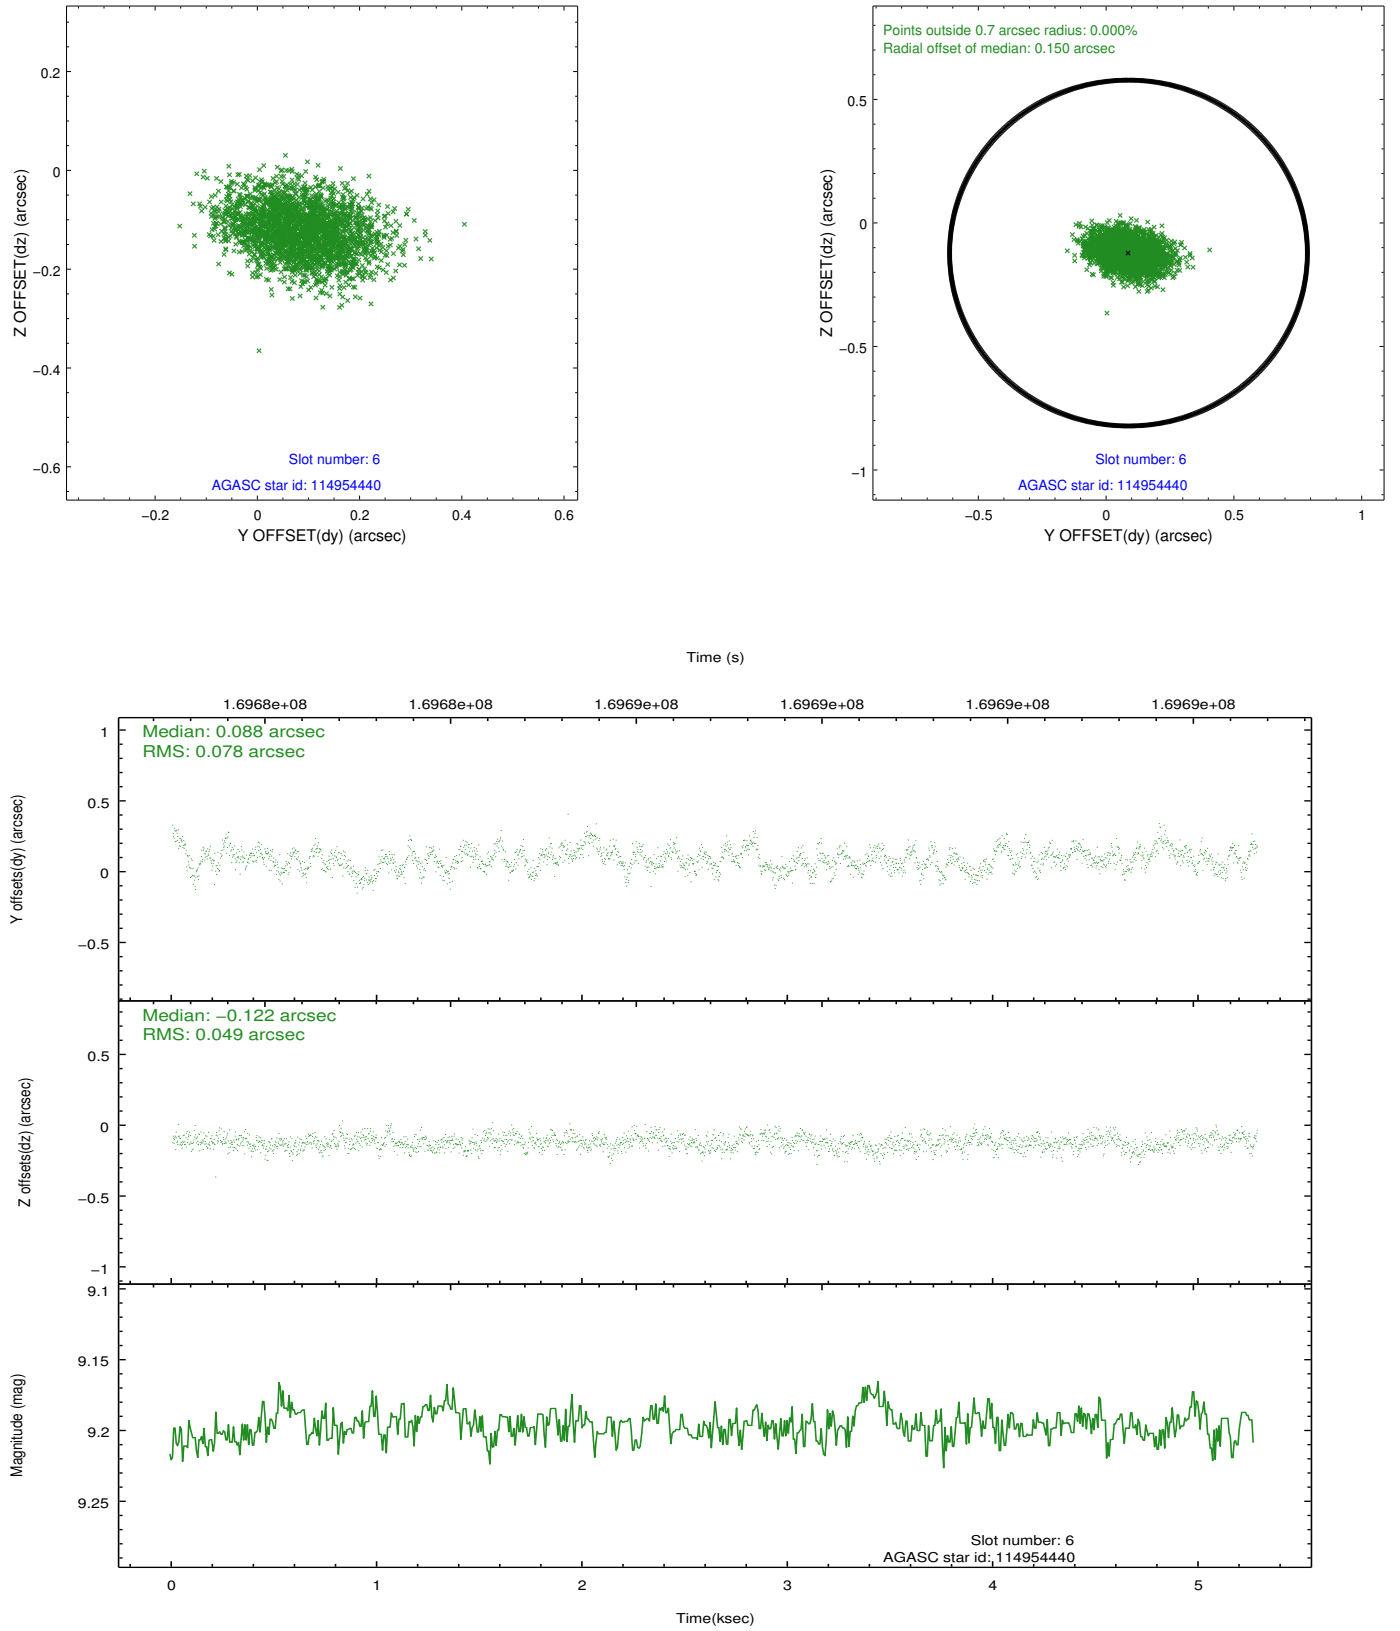 0.2
0
−0.2
−0.4
−0.6
Z OFFSET(dz) (arcsec)
Slot number: 6
AGASC star id: 114954440
−0.2
0
0.2
0.4
0.6
Y OFFSET(dy) (arcsec)
Points outside 0.7 arcsec radius: 0.000%
Radial offset of median: 0.150 arcsec
0.5
0
−0.5
−1
Z OFFSET(dz) (arcsec)
Slot number: 6
AGASC star id: 114954440
−0.5
0
0.5
1
Y OFFSET(dy) (arcsec)
Time (s)
1.6968e+08
1.6968e+08
1.6969e+08
1.6969e+08
1.6969e+08
1.6969e+08
Median: 0.088 arcsec
RMS: 0.078 arcsec
1
0.5
0
−0.5
Y offsets(dy) (arcsec)
Median: −0.122 arcsec
RMS: 0.049 arcsec
0.5
0
−0.5
−1
Z offsets(dz) (arcsec)
9.1
9.15
9.2
9.25
Magnitude (mag)
Slot number: 6
AGASC star id: 114954440
0
1
2
3
4
5
Time(ksec)